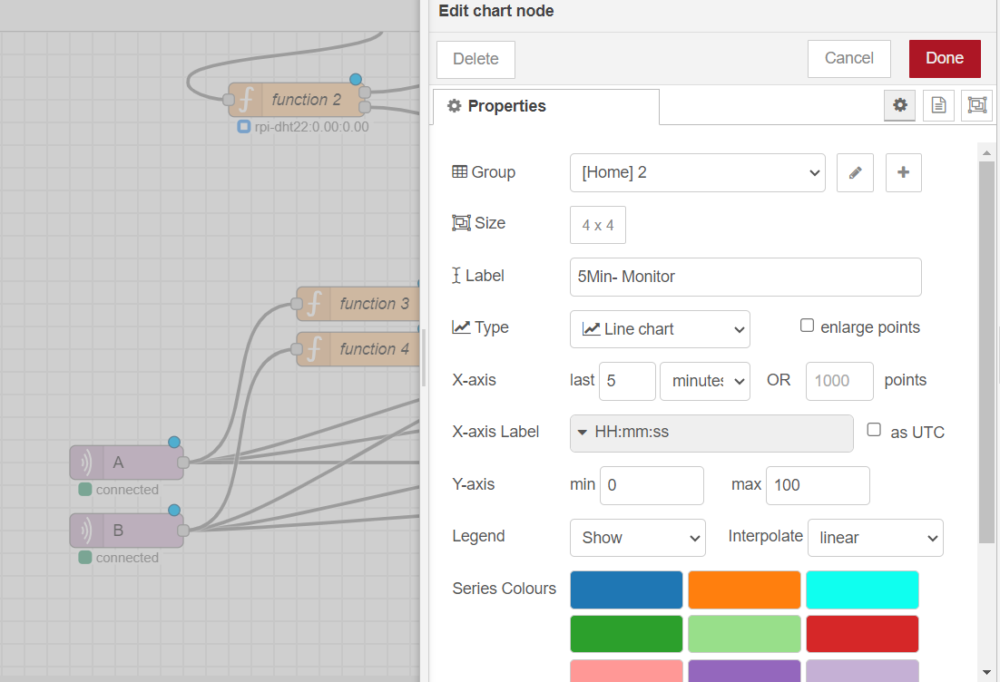 Edit chart node
Delete
Cancel
Done
Properties
function 2
rpi-dht22:0.00:0.00
Group
[Home] 2
Size
4 x 4
Label
5Min- Monitor
function 3
Type
Line chart
enlarge points
function 4
X-axis
last
5
minutes
OR
1000
points
X-axis Label
HH:mm:ss
as UTC
A
connected
Y-axis
min
0
max
100
B
connected
Legend
Show
Interpolate
linear
Series Colours